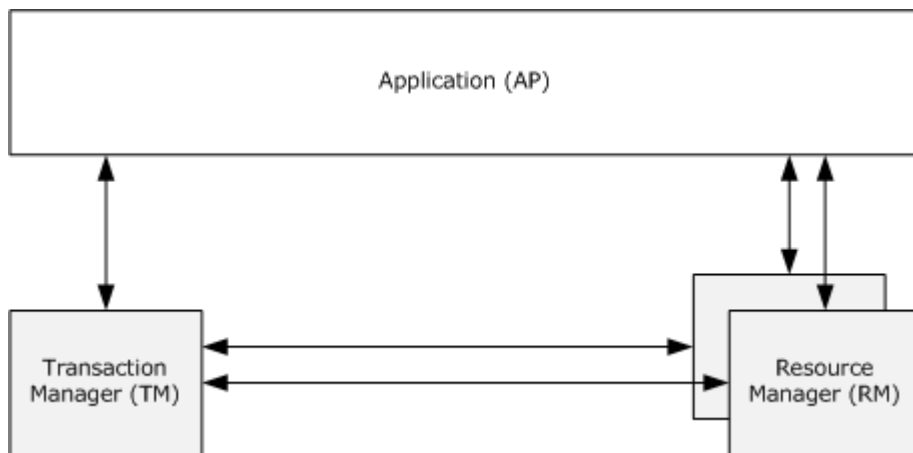 Application (AP)
Transaction
Manager (TM)
Resource
Manager (RM)